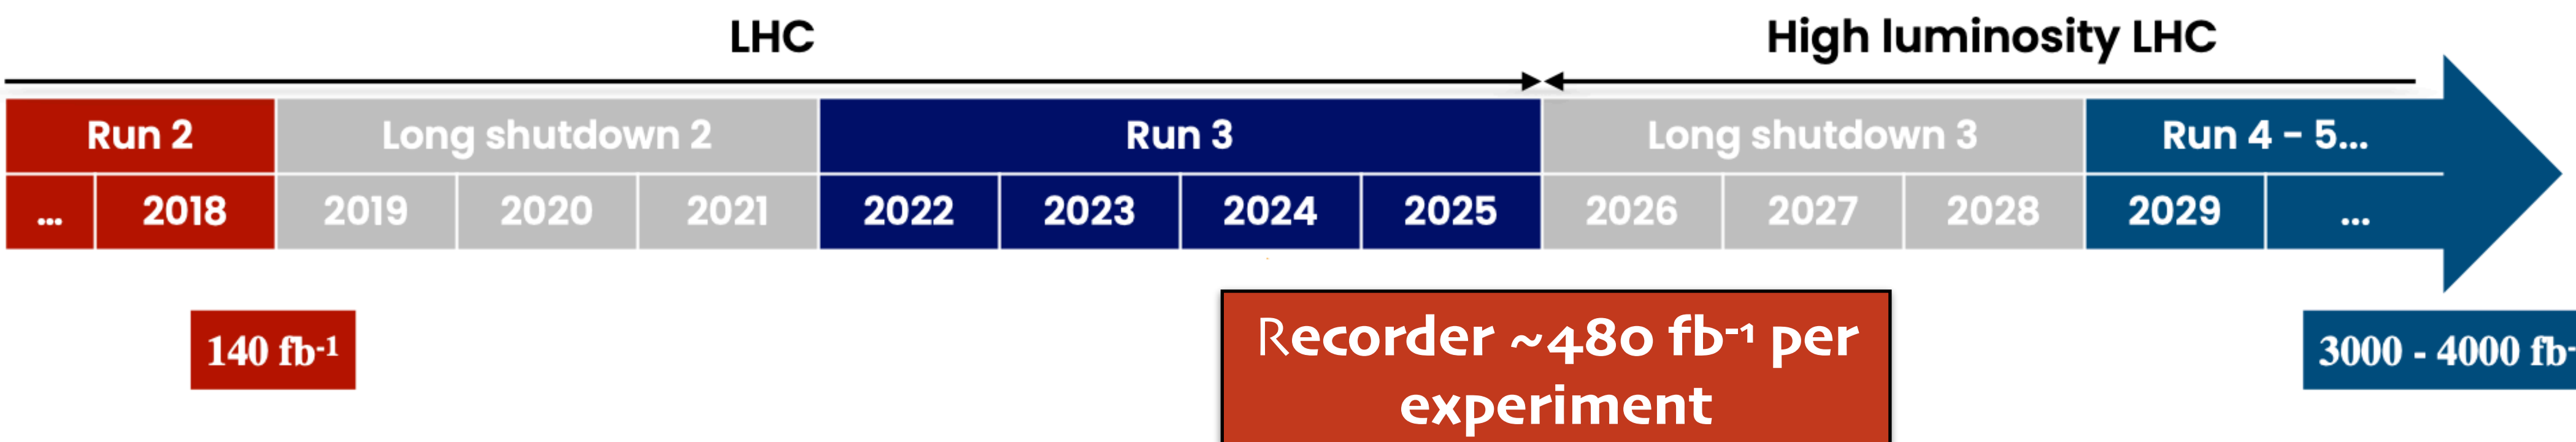 LHC
High luminosity LHC
Run 2
Long shutdown 2
Run 3
Long shutdown 3
Run 4 - 5...
... 2018 2019 2020 2021 2022 2023 2024 2025 2026 2027 2028 2029 ...
140 fb-1
Recorder ~480 fb-1 per
experiment
3000 - 4000 fb-